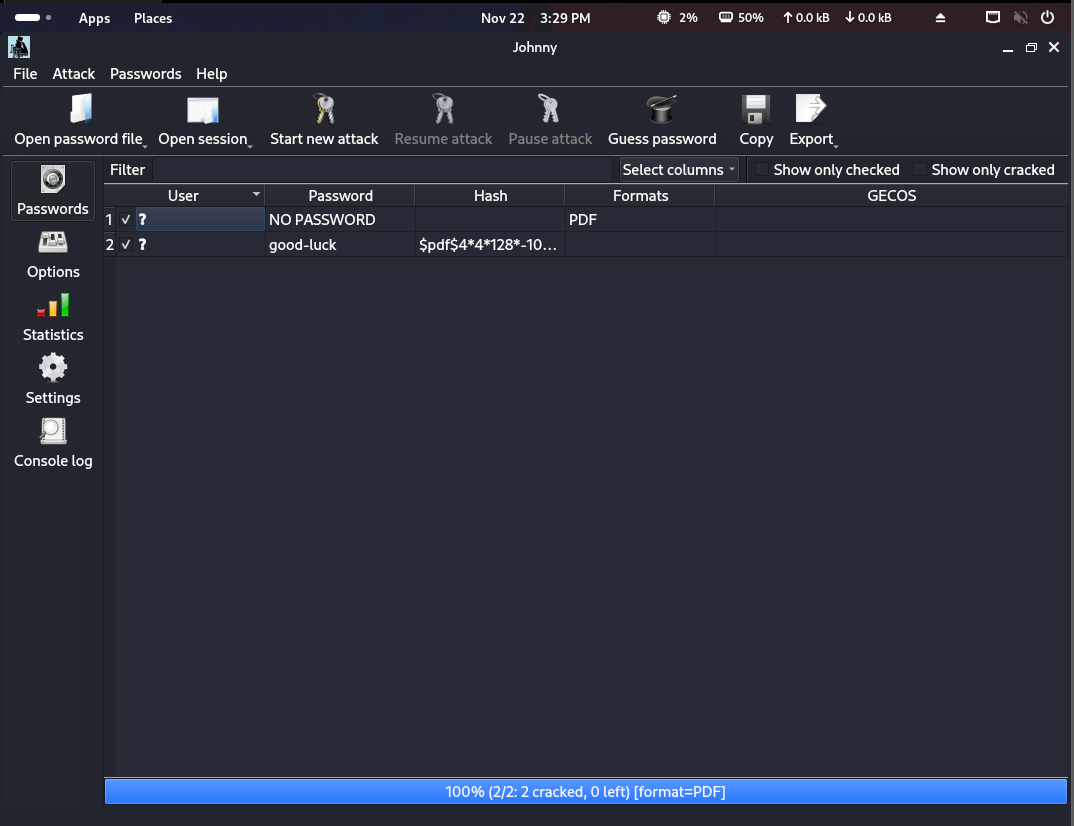 Apps Places Nov 22 3:29 PM 2% 50% 0.0 kB 0.0 kB
Johnny
File Attack Passwords Help
Open password file Open session Start new attack Resume attack Pause attack Guess password Copy Export
Passwords
Options
Statistics
Settings
Console log
Filter Select columns Show only checked Show only cracked
User Password Hash Formats GECOS
1 ✓ ? NO PASSWORD PDF
2 ✓ ? good-luck $pdf$4*4*128*-10...
100% (2/2: 2 cracked, 0 left) [format=PDF]